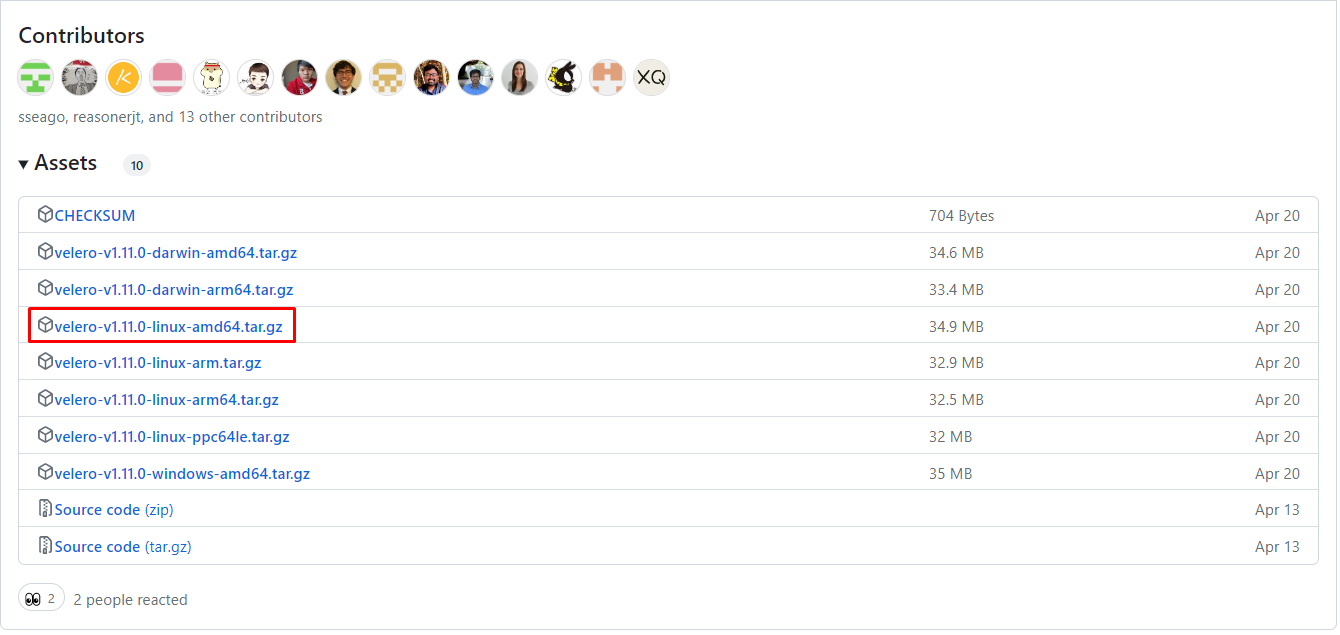 Contributors
XQ
sseago, reasonerjt, and 13 other contributors
Assets 10
CHECKSUM 704 Bytes Apr 20
velero-v1.11.0-darwin-amd64.tar.gz 34.6 MB Apr 20
velero-v1.11.0-darwin-arm64.tar.gz 33.4 MB Apr 20
velero-v1.11.0-linux-amd64.tar.gz 34.9 MB Apr 20
velero-v1.11.0-linux-arm.tar.gz 32.9 MB Apr 20
velero-v1.11.0-linux-arm64.tar.gz 32.5 MB Apr 20
velero-v1.11.0-linux-ppc64le.tar.gz 32 MB Apr 20
velero-v1.11.0-windows-amd64.tar.gz 35 MB Apr 20
Source code (zip) Apr 13
Source code (tar.gz) Apr 13
2 2 people reacted